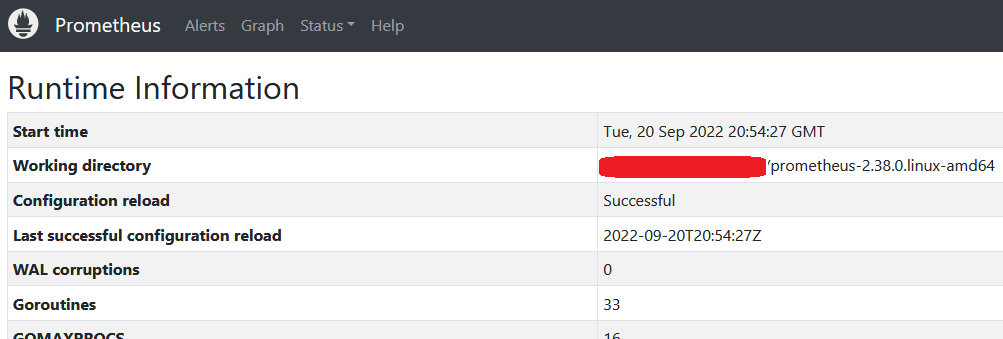 Prometheus Alerts Graph Status Help
Runtime Information
Start time Tue, 20 Sep 2022 20:54:27 GMT
Working directory /prometheus-2.38.0.linux-amd64
Configuration reload Successful
Last successful configuration reload 2022-09-20T20:54:27Z
WAL corruptions 0
Goroutines 33
GOMAXPROCS 16